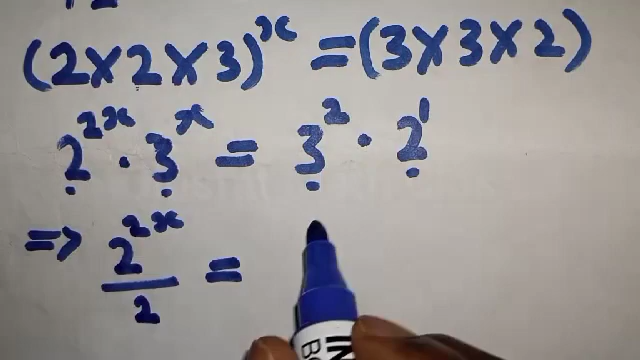 (2×2×3)^x = (3×3×2)
2^2x · 3^x = 3^2 · 2^1
=> 2^2x/2 =